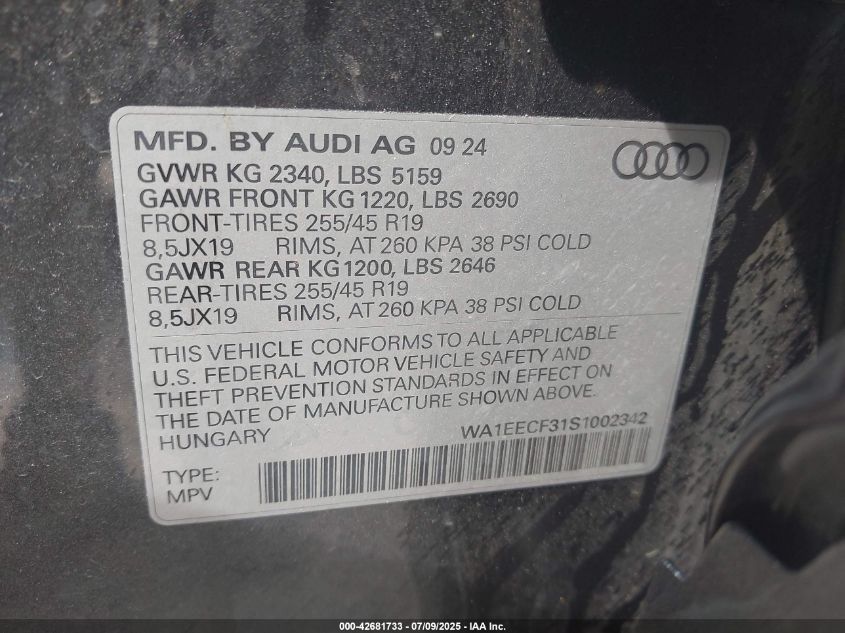 MFD. BY AUDI AG 09 24
GVWR KG 2340, LBS 5159
GAWR FRONT KG 1220, LBS 2690
FRONT-TIRES 255/45 R19
8,5JX19 RIMS, AT 260 KPA 38 PSI COLD
GAWR REAR KG 1200, LBS 2646
REAR-TIRES 255/45 R19
8,5JX19 RIMS, AT 260 KPA 38 PSI COLD
THIS VEHICLE CONFORMS TO ALL APPLICABLE
U.S. FEDERAL MOTOR VEHICLE SAFETY AND
THEFT PREVENTION STANDARDS IN EFFECT ON
THE DATE OF MANUFACTURE SHOWN ABOVE.
HUNGARY WA1EECF31S1002342
TYPE:
MPV
000-42681733 - 07/09/2025 - IAA Inc.